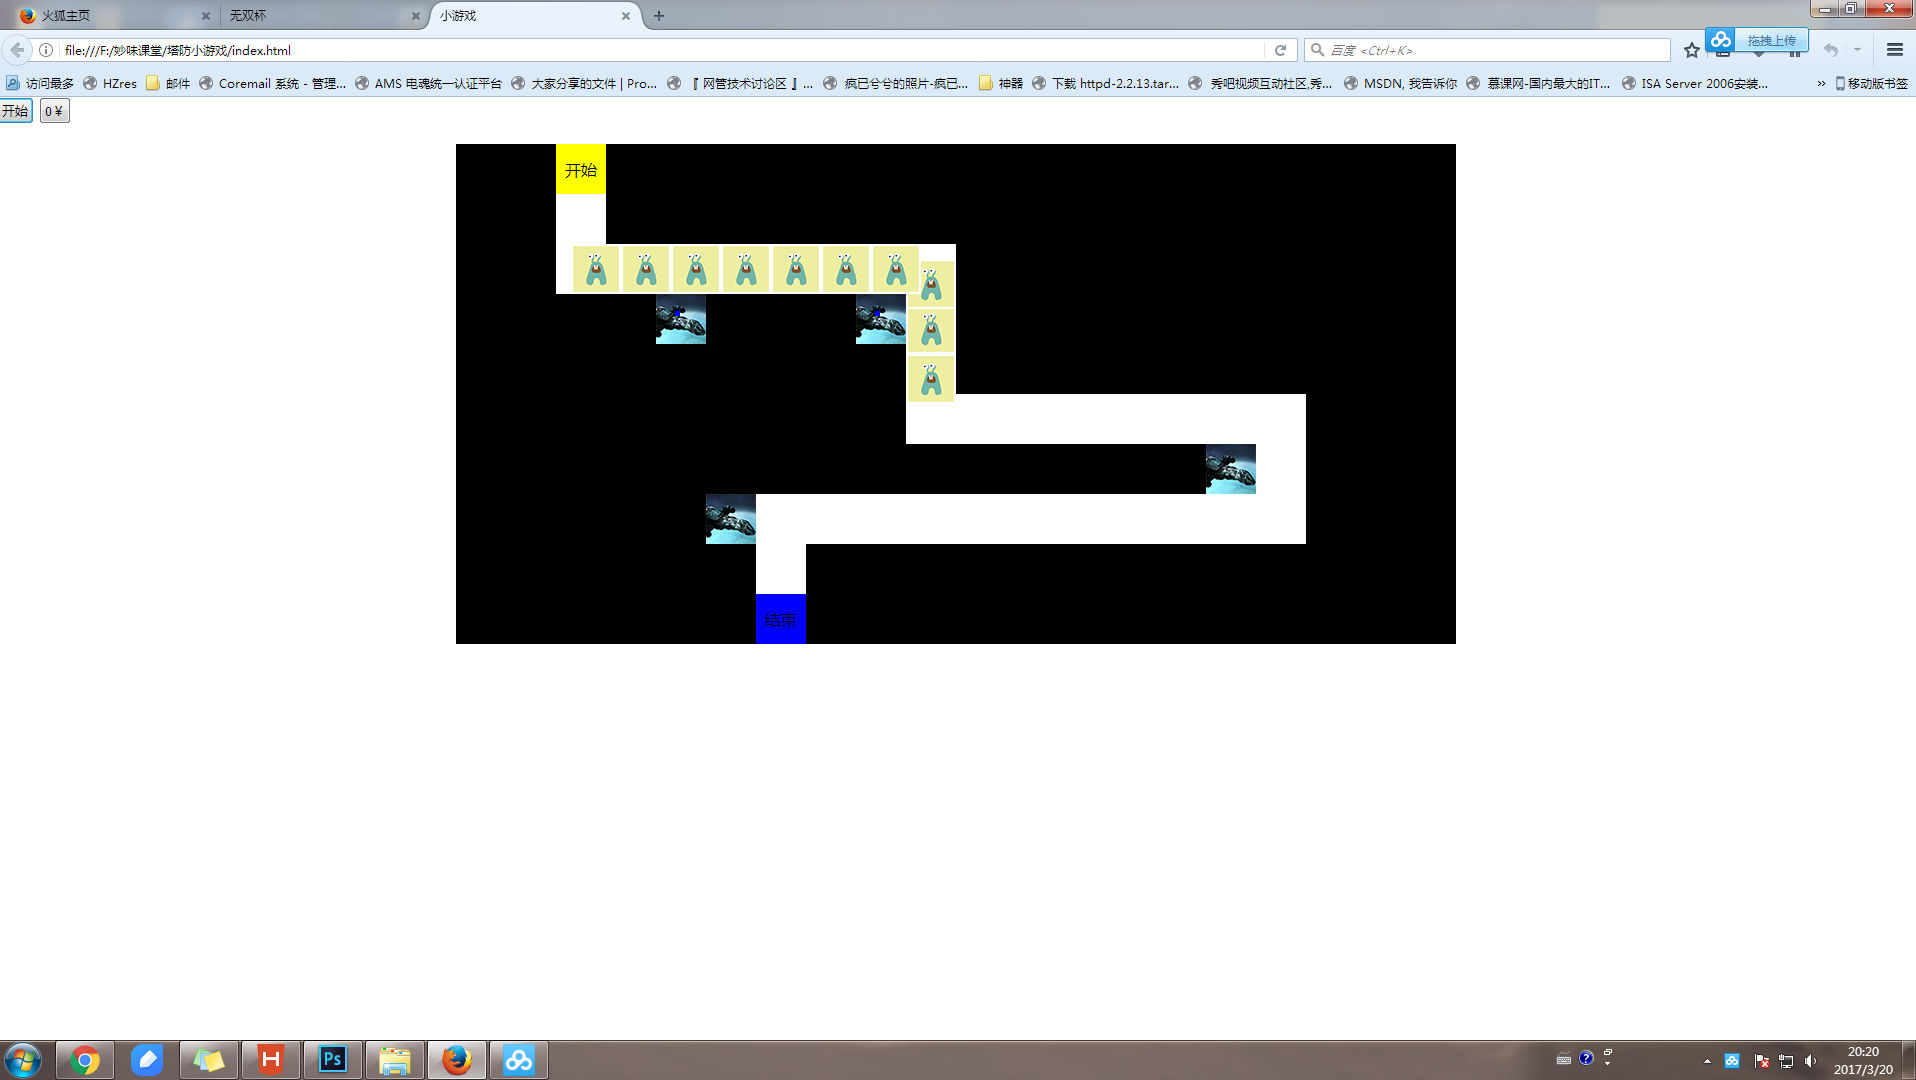 火狐主页
无双杯
小游戏
file:///F:/妙味课堂/塔防小游戏/index.html
百度 <Ctrl+K>
拖拽上传
访问最多
HZres
邮件
Coremail 系统 - 管理...
AMS 电魂统一认证平台
大家分享的文件 | Pro...
『 网管技术讨论区 』...
疯已兮兮的照片-疯已...
神器
下载 httpd-2.2.13.tar...
秀吧视频互动社区,秀...
MSDN, 我告诉你
慕课网-国内最大的IT...
ISA Server 2006安装...
移动版书签
开始
0 ¥
开始
结束
H
Ps
20:20
2017/3/20